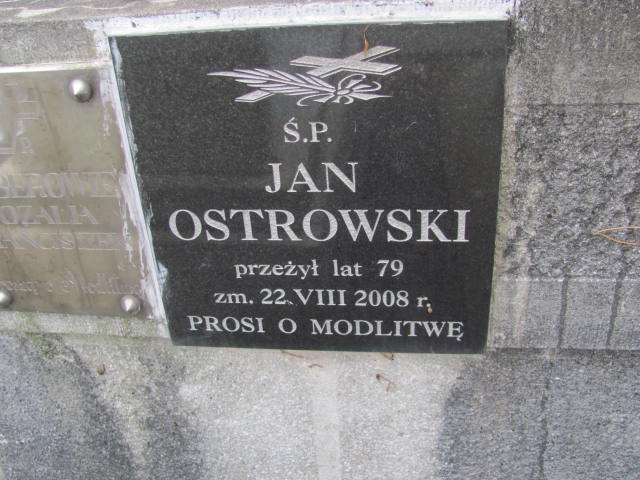 Ś.P.
JAN
OSTROWSKI
przeżył lat 79
zm. 22.VIII 2008 r.
PROSI O MODLITWĘ